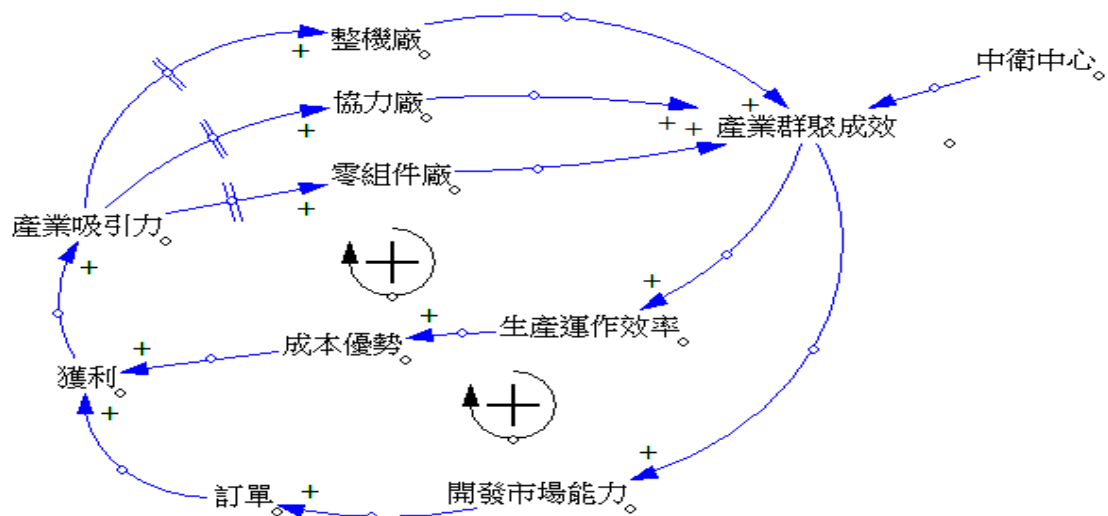 整機廠
中衛中心
協力廠
產業群聚成效
零組件廠
產業吸引力
生產運作效率
成本優勢
獲利
開發市場能力
訂單